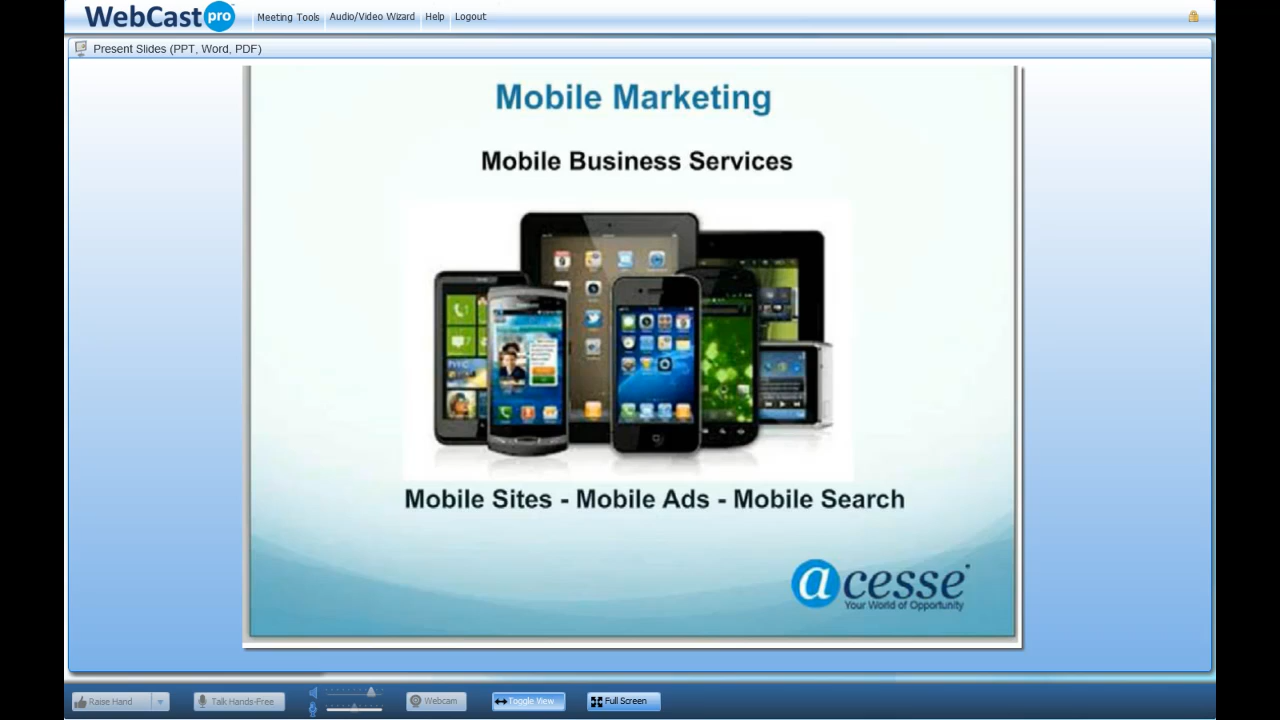 WebCast pro
Meeting Tools Audio/Video Wizard Help Logout
Present Slides (PPT, Word, PDF)
Mobile Marketing
Mobile Business Services
Mobile Sites - Mobile Ads - Mobile Search
acesse
Your World of Opportunity
Raise Hand Talk Hands-Free Webcam Toggle View Full Screen